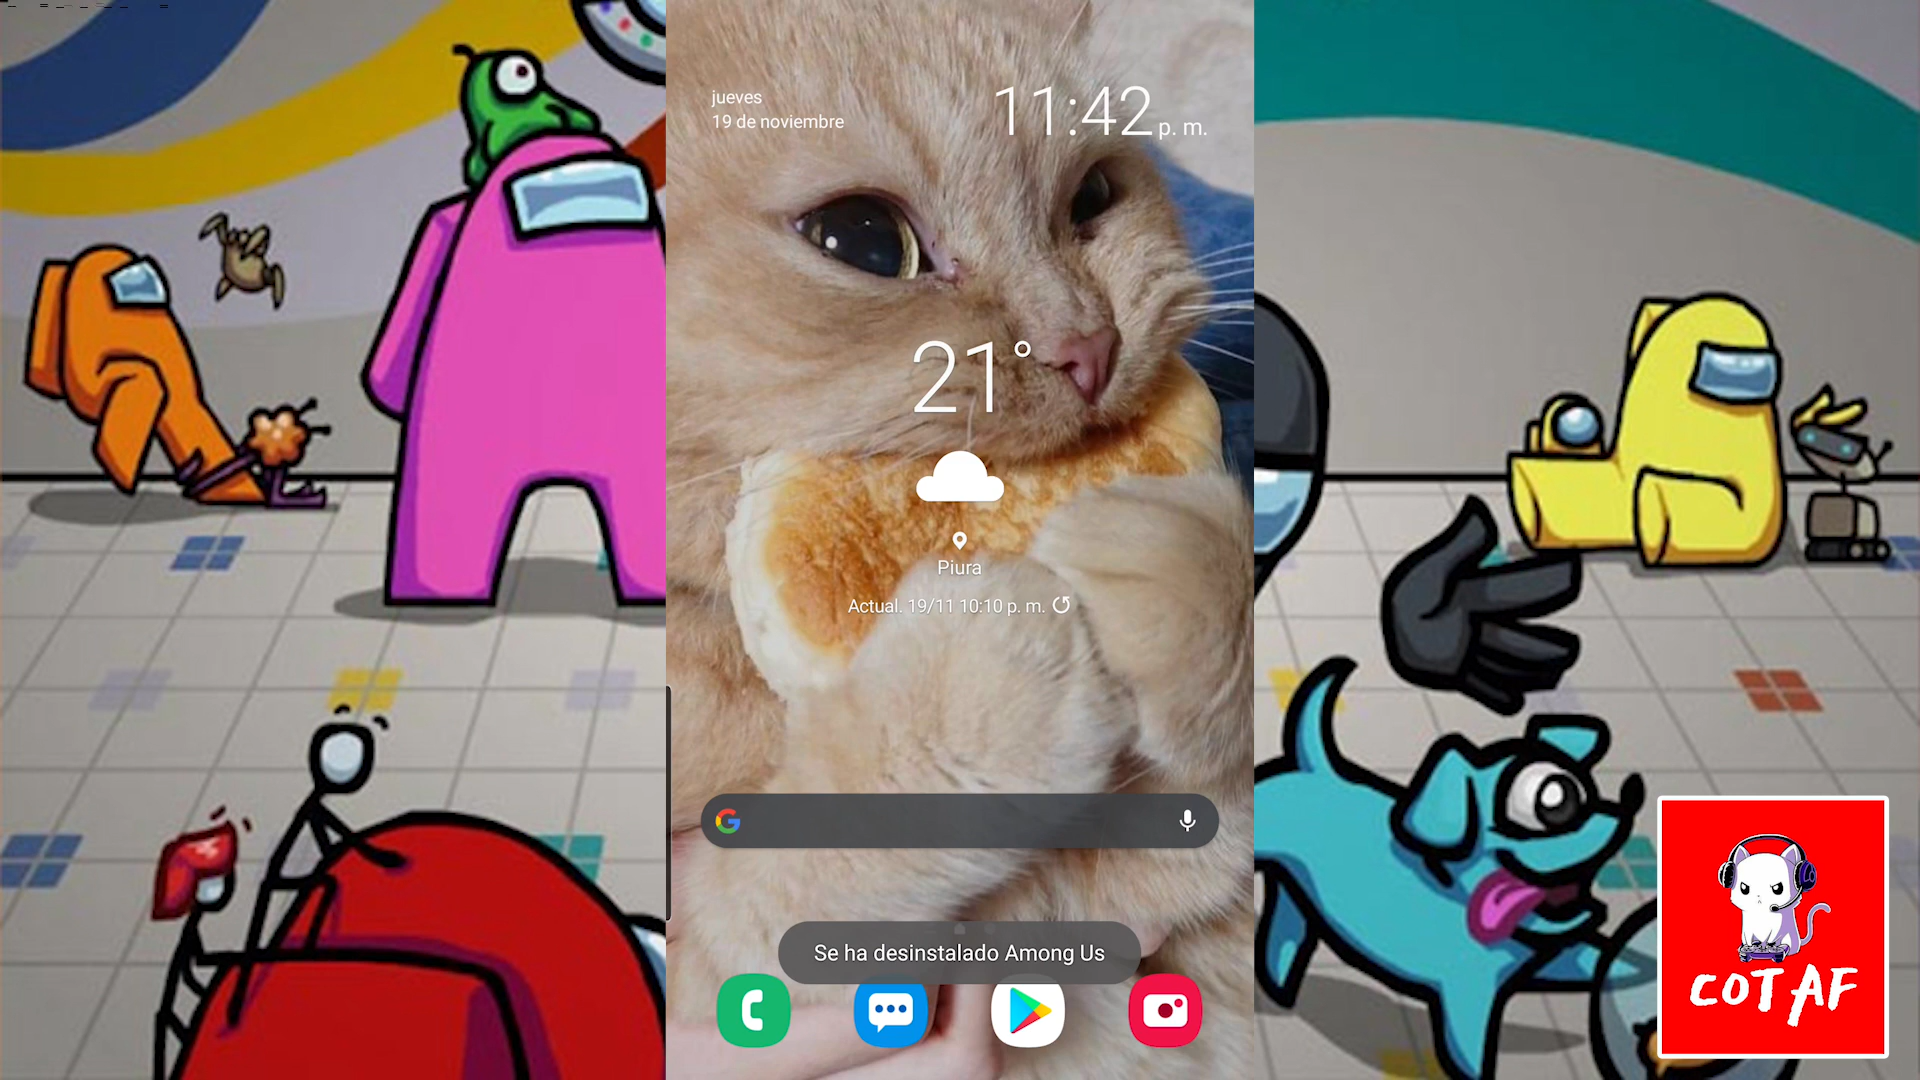 jueves
19 de noviembre
11:42 p. m.
21°
Piura
Actual. 19/11 10:10 p. m.
Se ha desinstalado Among Us
COTAF